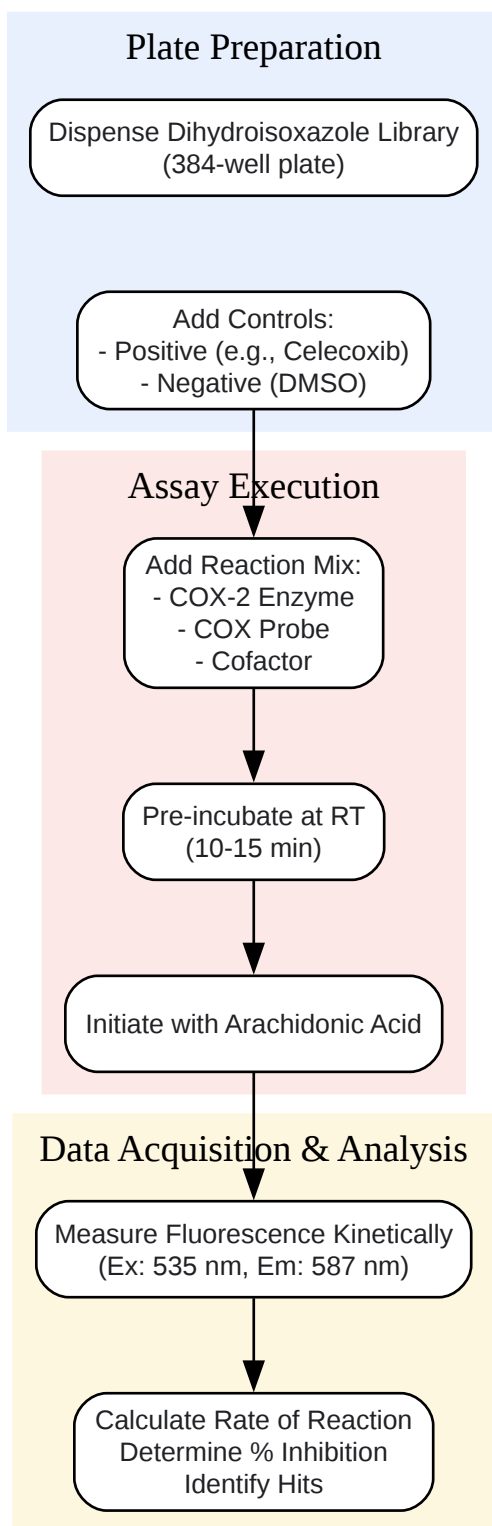 Plate Preparation
Dispense Dihydroisoxazole Library
(384-well plate)
Add Controls:
- Positive (e.g., Celecoxib)
- Negative (DMSO)
Assay Execution
Add Reaction Mix:
- COX-2 Enzyme
- COX Probe
- Cofactor
Pre-incubate at RT
(10-15 min)
Initiate with Arachidonic Acid
Data Acquisition & Analysis
Measure Fluorescence Kinetically
(Ex: 535 nm, Em: 587 nm)
Calculate Rate of Reaction
Determine % Inhibition
Identify Hits